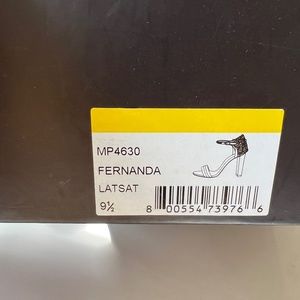 MP4630
FERNANDA
LATSAT
9½
8 00554 73976 6